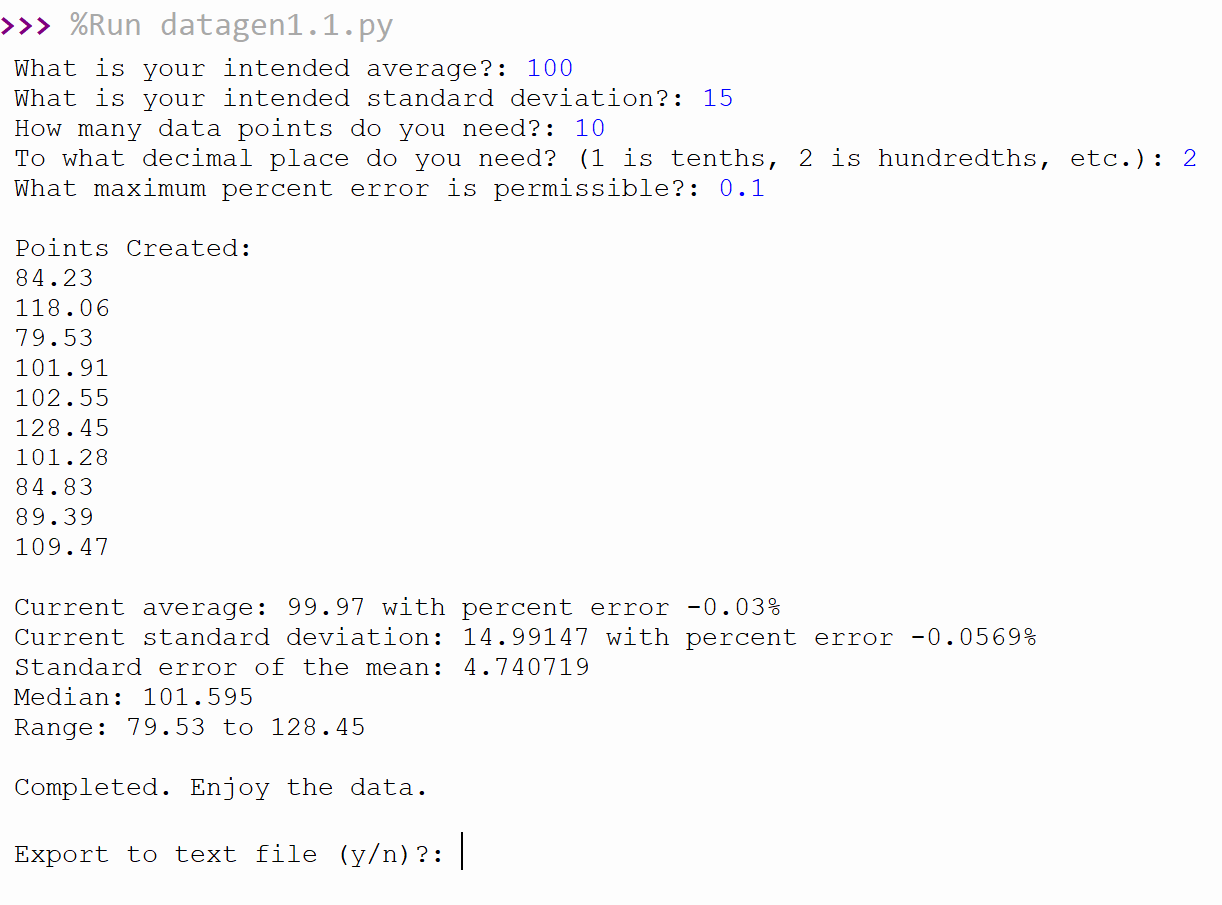 >>> %Run datagen1.1.py
What is your intended average?: 100
What is your intended standard deviation?: 15
How many data points do you need?: 10
To what decimal place do you need? (1 is tenths, 2 is hundredths, etc.): 2
What maximum percent error is permissible?: 0.1
Points Created:
84.23
118.06
79.53
101.91
102.55
128.45
101.28
84.83
89.39
109.47
Current average: 99.97 with percent error -0.03%
Current standard deviation: 14.99147 with percent error -0.0569%
Standard error of the mean: 4.740719
Median: 101.595
Range: 79.53 to 128.45
Completed. Enjoy the data.
Export to text file (y/n)?: